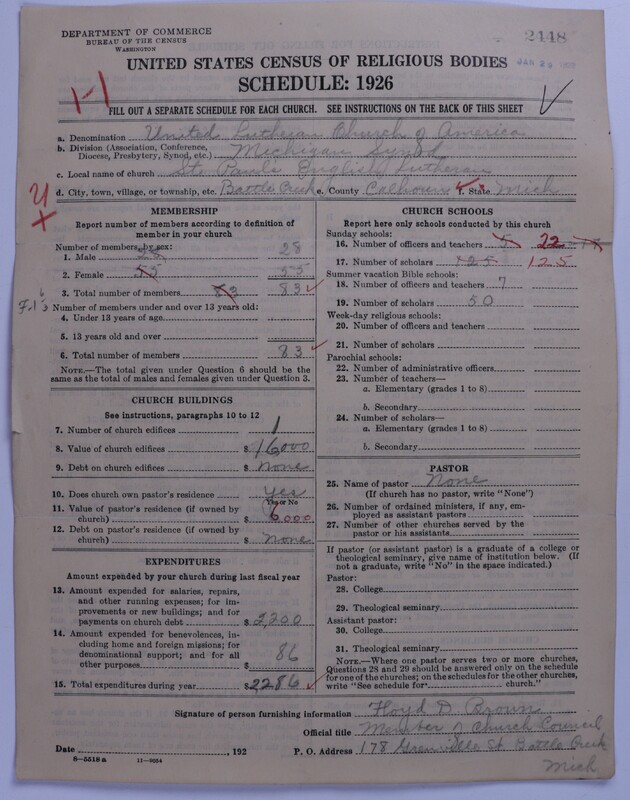 DEPARTMENT OF COMMERCE
BUREAU OF THE CENSUS
WASHINGTON
2448
JAN 28 1927
UNITED STATES CENSUS OF RELIGIOUS BODIES
SCHEDULE: 1926
FILL OUT A SEPARATE SCHEDULE FOR EACH CHURCH. SEE INSTRUCTIONS ON THE BACK OF THIS SHEET
a. Denomination United Lutheran Church of America
b. Division (Association, Conference, Diocese, Presbytery, Synod, etc.) Michigan Synod
c. Local name of church St. Pauls English Lutheran
d. City, town, village, or township, etc. Battle Creek e. County Calhoun f. State Mich
MEMBERSHIP
Report number of members according to definition of
member in your church
Number of members, by sex:
1. Male 28 28
2. Female 55 55
3. Total number of members 83 83
Number of members under and over 13 years old:
4. Under 13 years of age
5. 13 years old and over
6. Total number of members 83
NOTE.—The total given under Question 6 should be
same as the total of males and females given under Question 3.
CHURCH BUILDINGS
See instructions, paragraphs 10 to 12
7. Number of church edifices 1
8. Value of church edifices $ 16000
9. Debt on church edifices $ None
10. Does church own pastor's residence Yes
Yes or No
11. Value of pastor's residence (if owned by
church) $ 6000
12. Debt on pastor's residence (if owned by
church) $ None
EXPENDITURES
Amount expended by your church during last fiscal year
13. Amount expended for salaries, repairs,
and other running expenses; for im-
provements or new buildings; and for
payments on church debt $ 2,200
14. Amount expended for benevolences,
including home and foreign missions; for
denominational support; and for all
other purposes $ 86
15. Total expenditures during year $ 2286
CHURCH SCHOOLS
Report here only schools conducted by this church
Sunday schools:
16. Number of officers and teachers 22
17. Number of scholars 125 125
Summer vacation Bible schools:
18. Number of officers and teachers 7
19. Number of scholars 50
Week-day religious schools:
20. Number of officers and teachers
21. Number of scholars
Parochial schools:
22. Number of administrative officers
23. Number of teachers—
a. Elementary (grades 1 to 8)
b. Secondary
24. Number of scholars—
a. Elementary (grades 1 to 8)
b. Secondary
PASTOR
25. Name of pastor None
(If church has no pastor, write "None")
26. Number of ordained ministers, if any, em-
ployed as assistant pastors
27. Number of other churches served by the
pastor or his assistants
If pastor (or assistant pastor) is a graduate of a college or
theological seminary, give name of institution below. (If
not a graduate, write "No" in the space indicated.)
Pastor:
28. College
29. Theological seminary
Assistant pastor:
30. College
31. Theological seminary
NOTE.—Where one pastor serves two or more churches,
Questions 28 and 29 should be answered only on the schedule
for one of the churches; on the schedules for the other churches,
write "See schedule for church."
Signature of person furnishing information Floyd D. Brown
Official title Member of Church Council
Date , 192 P. O. Address 178 Grenville St. Battle Creek
Mich
8—5518 a 11—9054